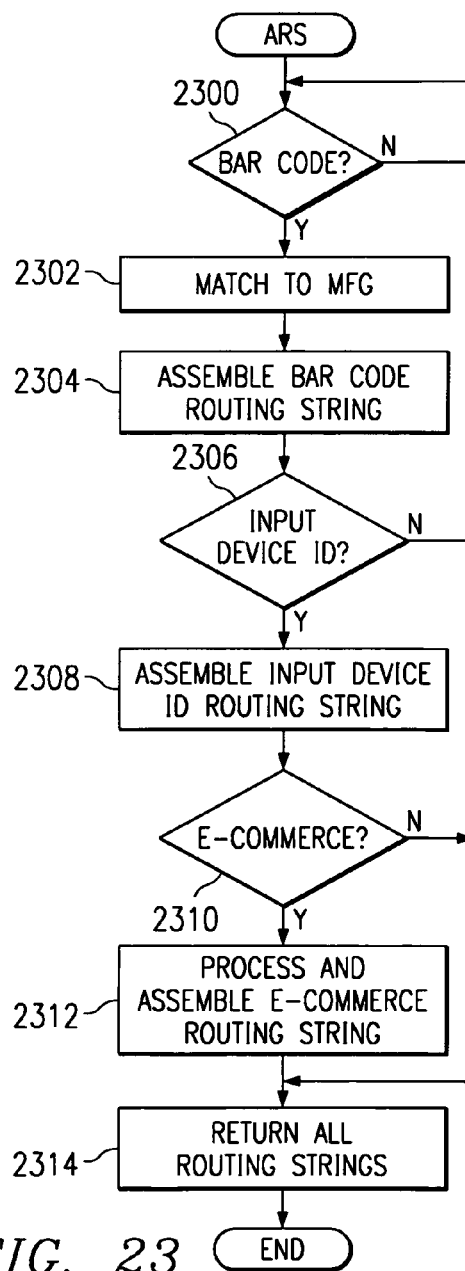 ARS
2300
BAR CODE?
N
Y
2302
MATCH TO MFG
2304
ASSEMBLE BAR CODE
ROUTING STRING
2306
INPUT
DEVICE ID?
N
Y
2308
ASSEMBLE INPUT DEVICE
ID ROUTING STRING
E-COMMERCE?
N
2310
Y
2312
PROCESS AND
ASSEMBLE E-COMMERCE
ROUTING STRING
2314
RETURN ALL
ROUTING STRINGS
FIG. 23
END